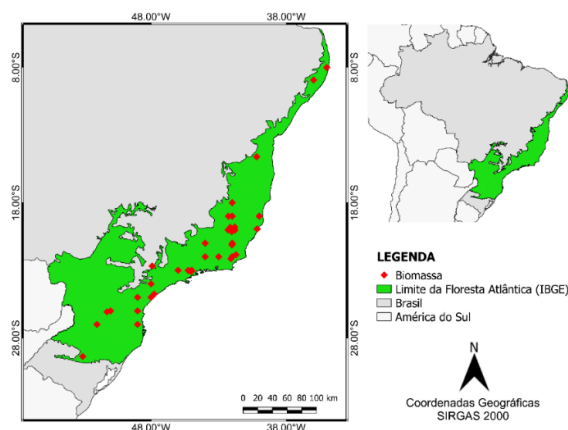 48.00°W 38.00°W
8.00°S 8.00°S
18.00°S 18.00°S
28.00°S 28.00°S
0 20 40 60 80 100 km
48.00°W 38.00°W
LEGENDA
Biomassa
Limite da Floresta Atlântica (IBGE)
Brasil
América do Sul
N
Coordenadas Geográficas
SIRGAS 2000